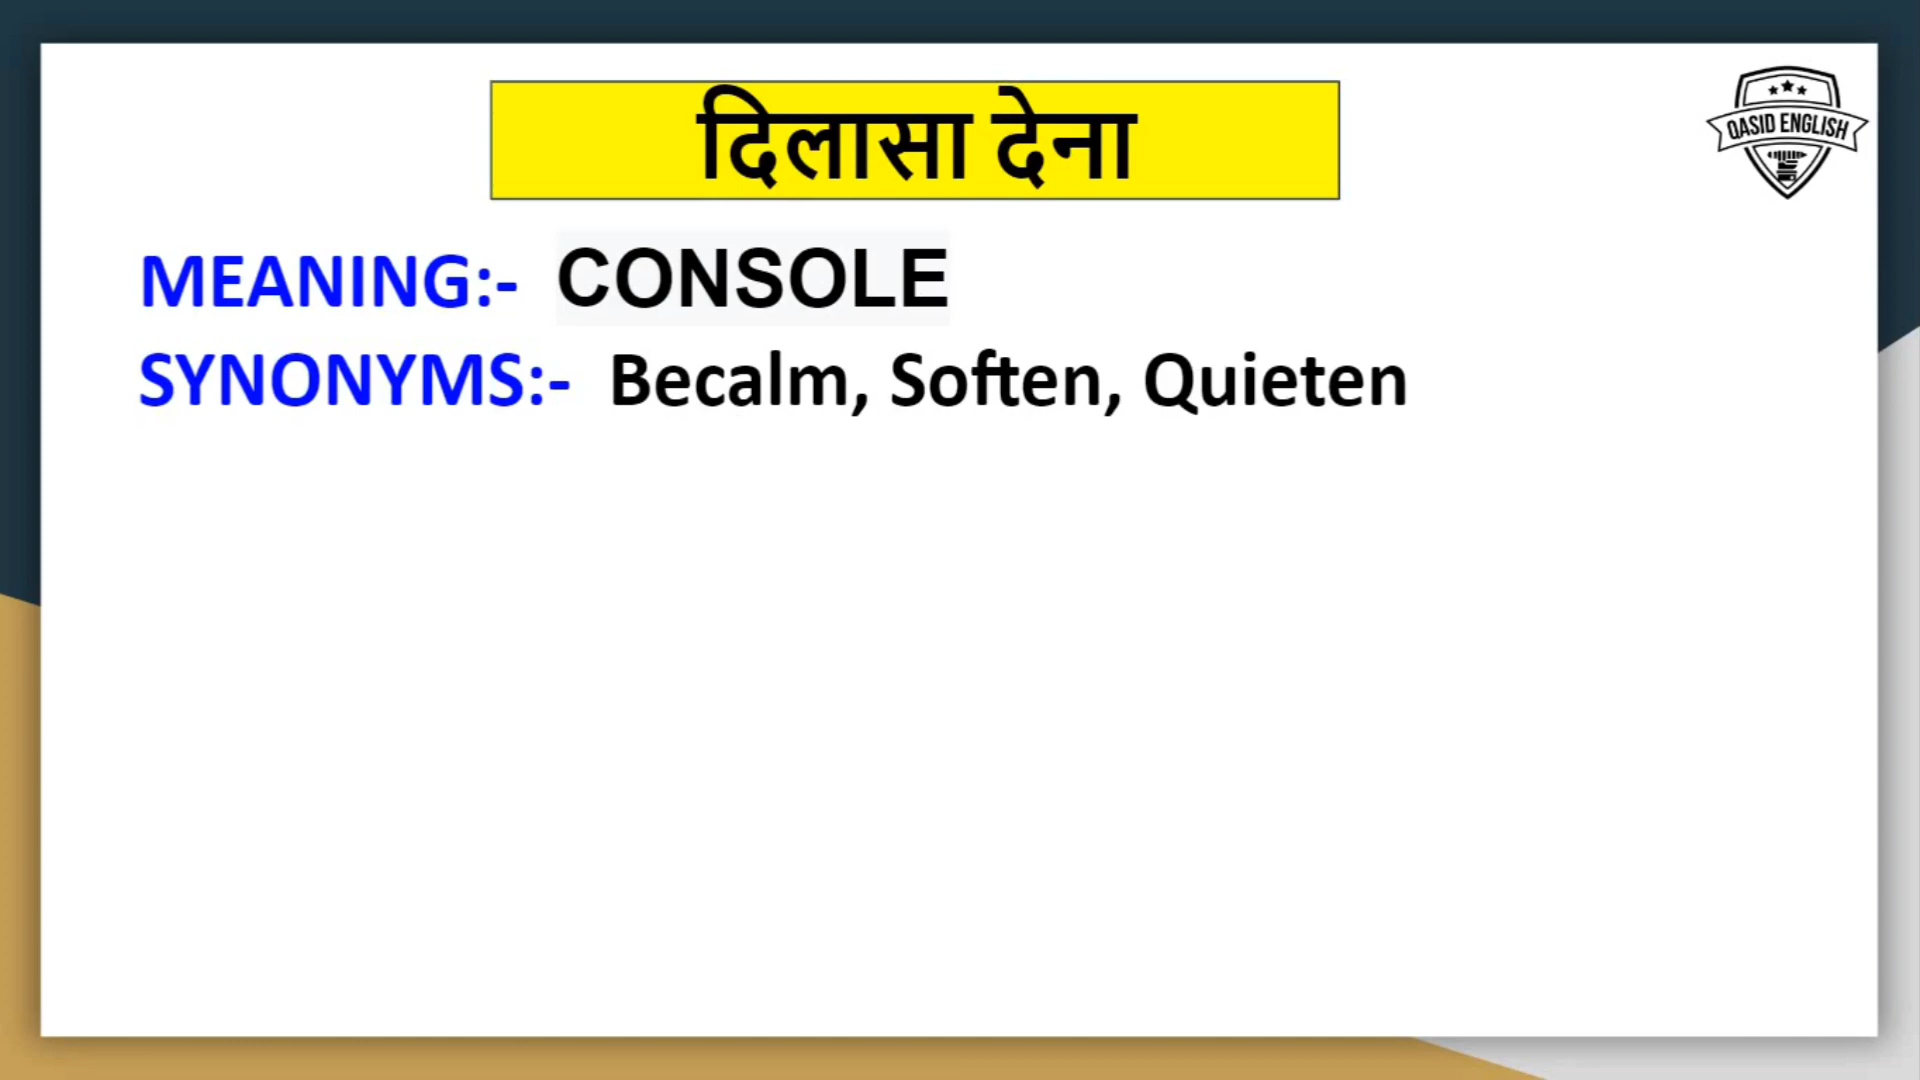 दिलासा देना
QASID ENGLISH
MEANING:- CONSOLE
SYNONYMS:- Becalm, Soften, Quieten